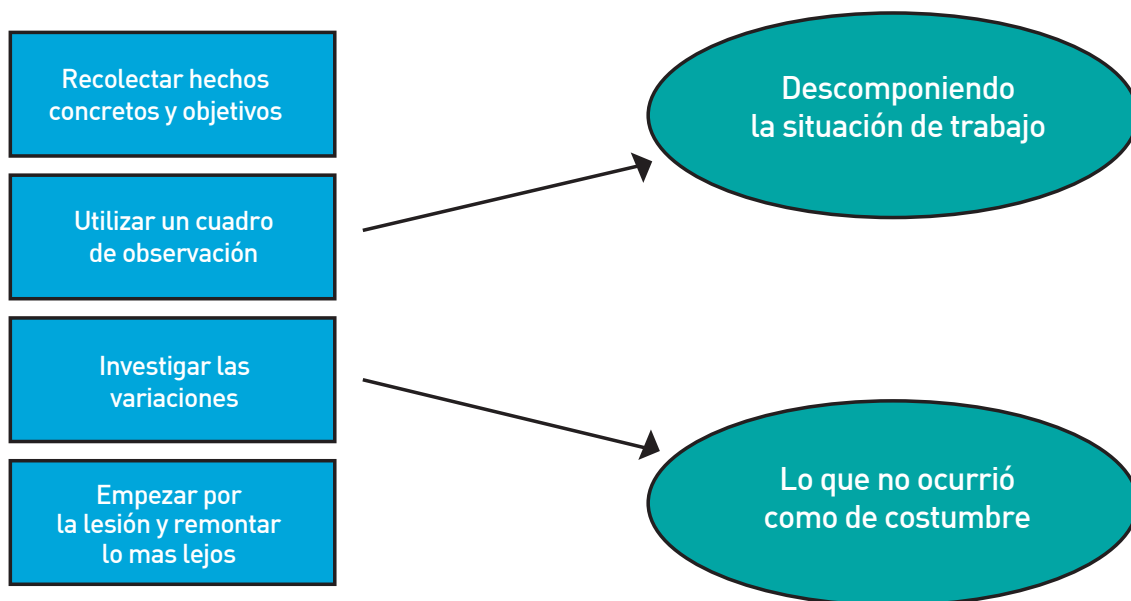 Recolectar hechos
concretos y objetivos
Utilizar un cuadro
de observación
Investigar las
variaciones
Empezar por
la lesión y remontar
lo mas lejos
Descomponiendo
la situación de trabajo
Lo que no ocurrió
como de costumbre